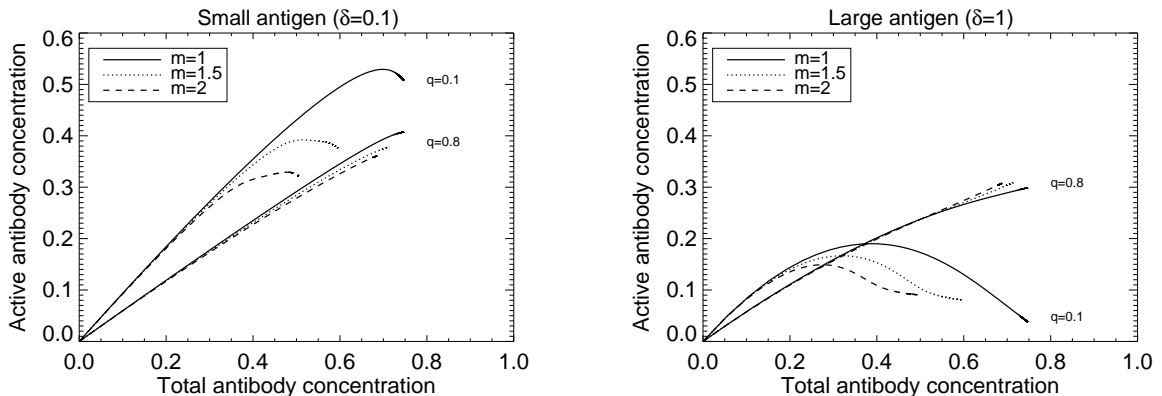 Small antigen (δ=0.1)
0.6
0.5
0.4
0.3
0.2
0.1
0.0
Active antibody concentration
m=1
m=1.5
m=2
q=0.1
q=0.8
0.0 0.2 0.4 0.6 0.8 1.0
Total antibody concentration
Large antigen (δ=1)
0.6
0.5
0.4
0.3
0.2
0.1
0.0
Active antibody concentration
m=1
m=1.5
m=2
q=0.8
q=0.1
0.0 0.2 0.4 0.6 0.8 1.0
Total antibody concentration